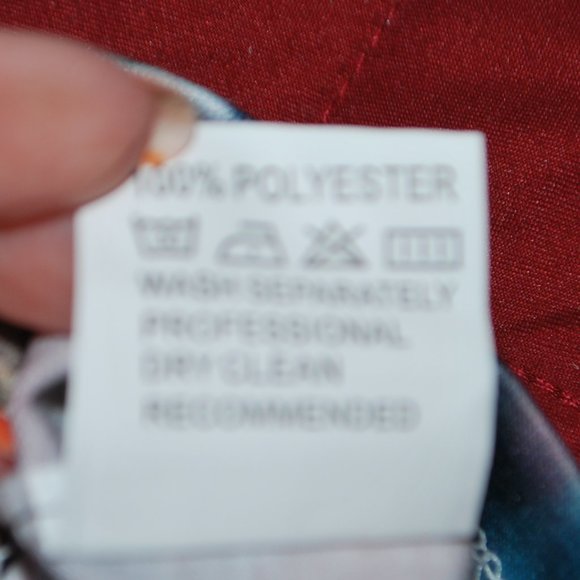 100% POLYESTER
WASH SEPARATELY
PROFESSIONAL
DRY CLEAN
RECOMMENDED